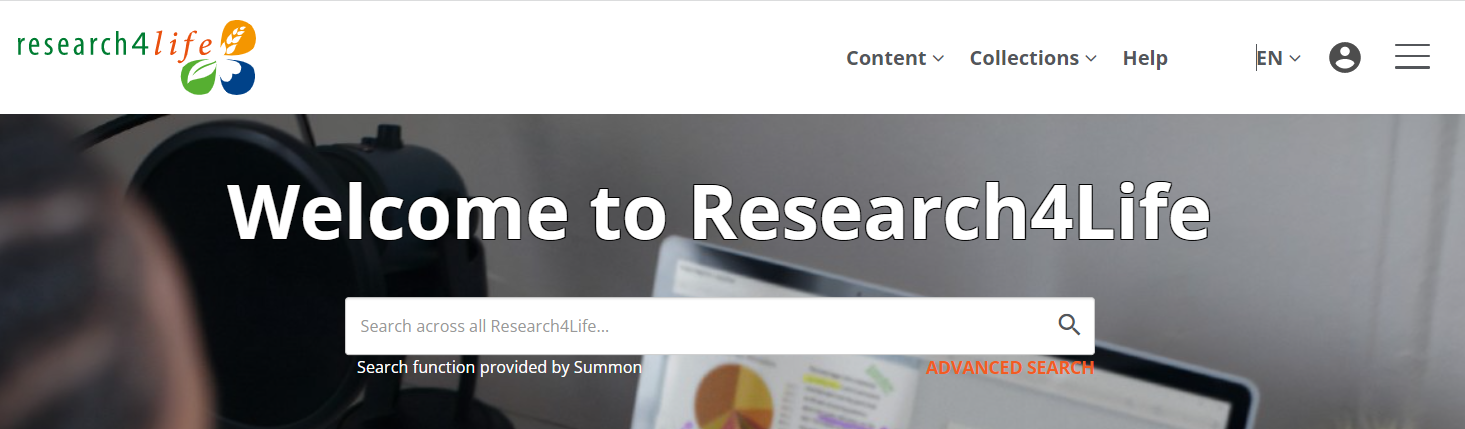 research4life
Content
Collections
Help
EN
Welcome to Research4Life
Search across all Research4Life...
Search function provided by Summon
ADVANCED SEARCH